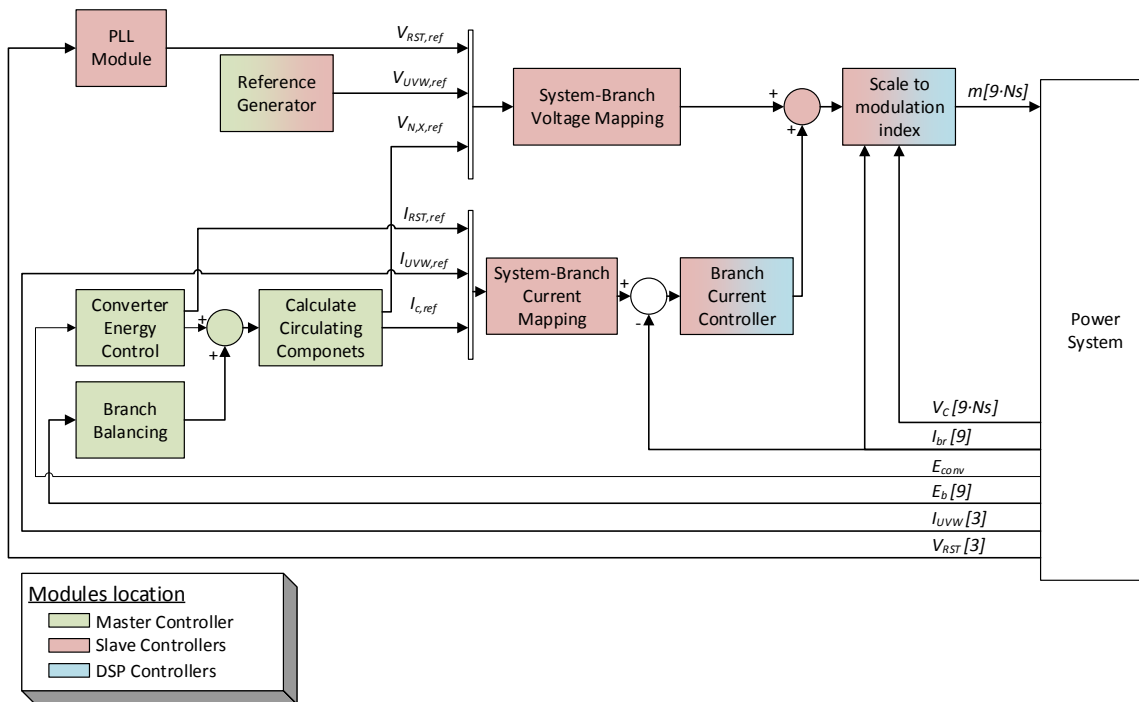 PLL
Module
V_RST,ref
Reference
Generator
V_UVW,ref
V_N,X,ref
System-Branch
Voltage Mapping
+
+
Scale to
modulation
index
m[9·Ns]
I_RST,ref
I_UVW,ref
I_c,ref
Converter
Energy
Control
+
+
Calculate
Circulating
Componets
System-Branch
Current
Mapping
+
-
Branch
Current
Controller
Power
System
Branch
Balancing
V_C [9·Ns]
I_br [9]
E_conv
E_b [9]
I_UVW [3]
V_RST [3]
Modules location
Master Controller
Slave Controllers
DSP Controllers